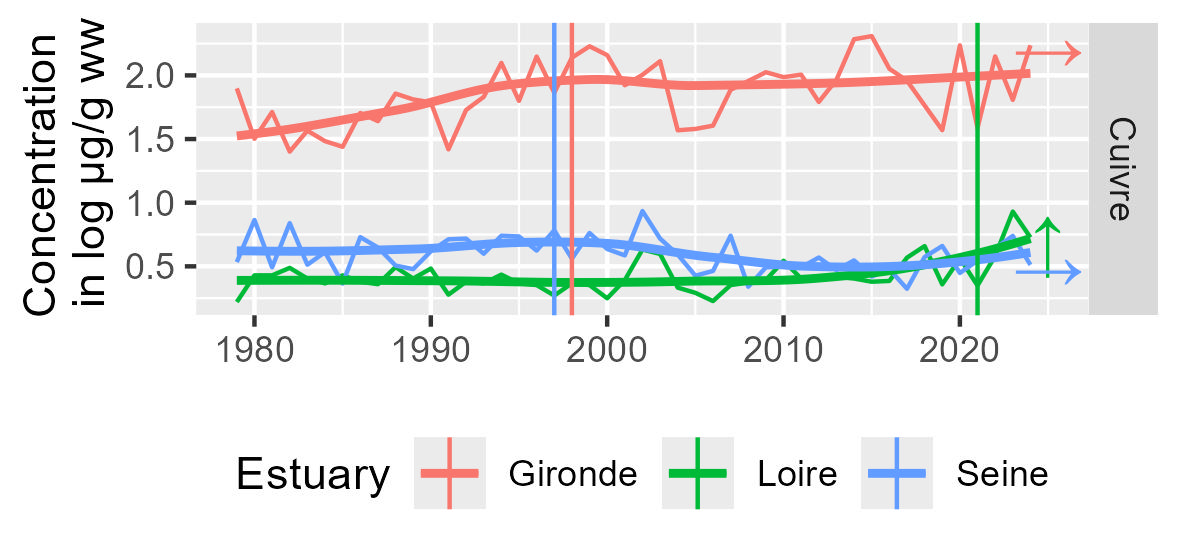 Concentration
in log µg/g ww
2.0
1.5
1.0
0.5
1980 1990 2000 2010 2020
Cuivre
Estuary Gironde Loire Seine